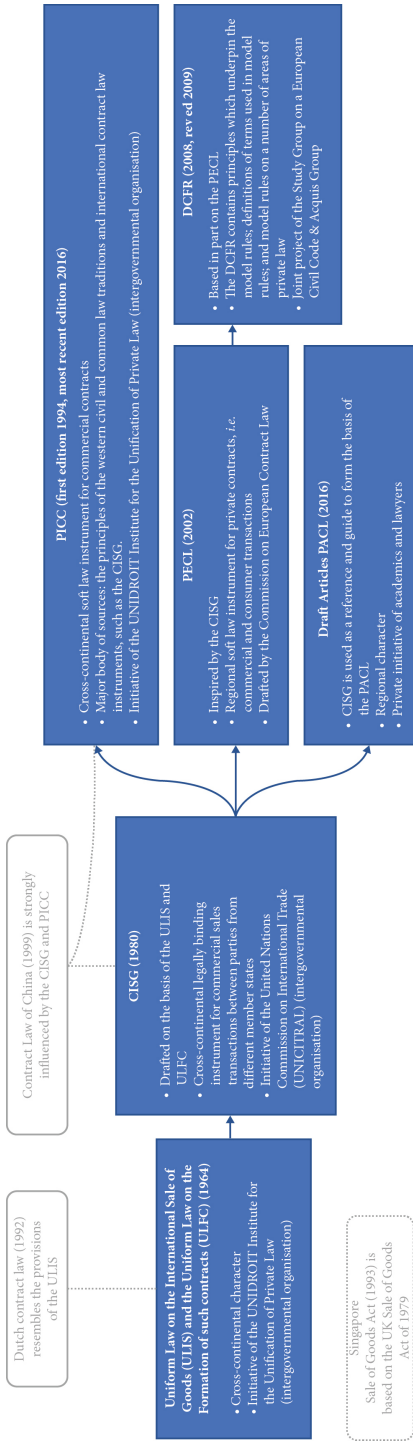 Dutch contract law (1992)
resembles the provisions
of the ULIS
Contract Law of China (1999) is strongly
influenced by the CISG and PICC
Uniform Law on the International Sale of
Goods (ULIS) and the Uniform Law on the
Formation of such contracts (ULFC) (1964)
• Cross-continental character
• Initiative of the UNIDROIT Institute for
the Unification of Private Law
(intergovernmental organisation)
CISG (1980)
• Drafted on the basis of the ULIS and
ULFC
• Cross-continental legally binding
instrument for commercial sales
transactions between parties from
different member states
• Initiative of the United Nations
Commission on International Trade
(UNICITRAL) (intergovernmental
organisation)
PICC (first edition 1994, most recent edition 2016)
• Cross-continental soft law instrument for commercial contracts
• Major body of sources: the principles of the western civil and common law traditions and international contract law
instruments, such as the CISG.
• Initiative of the UNIDROIT Institute for the Unification of Private Law (intergovernmental organisation)
PECL (2002)
• Inspired by the CISG
• Regional soft law instrument for private contracts, i.e.
commercial and consumer transactions
• Drafted by the Commission on European Contract Law
DCFR (2008, rev ed 2009)
• Based in part on the PECL
• The DCFR contains principles which underpin the
model rules; definitions of terms used in model
rules; and model rules on a number of areas of
private law
• Joint project of the Study Group on a European
Civil Code & Acquis Group
Draft Articles PACL (2016)
• CISG is used as a reference and guide to form the basis of
the PACL
• Regional character
• Private initiative of academics and lawyers
Singapore
Sale of Goods Act (1993) is
based on the UK Sale of Goods
Act of 1979